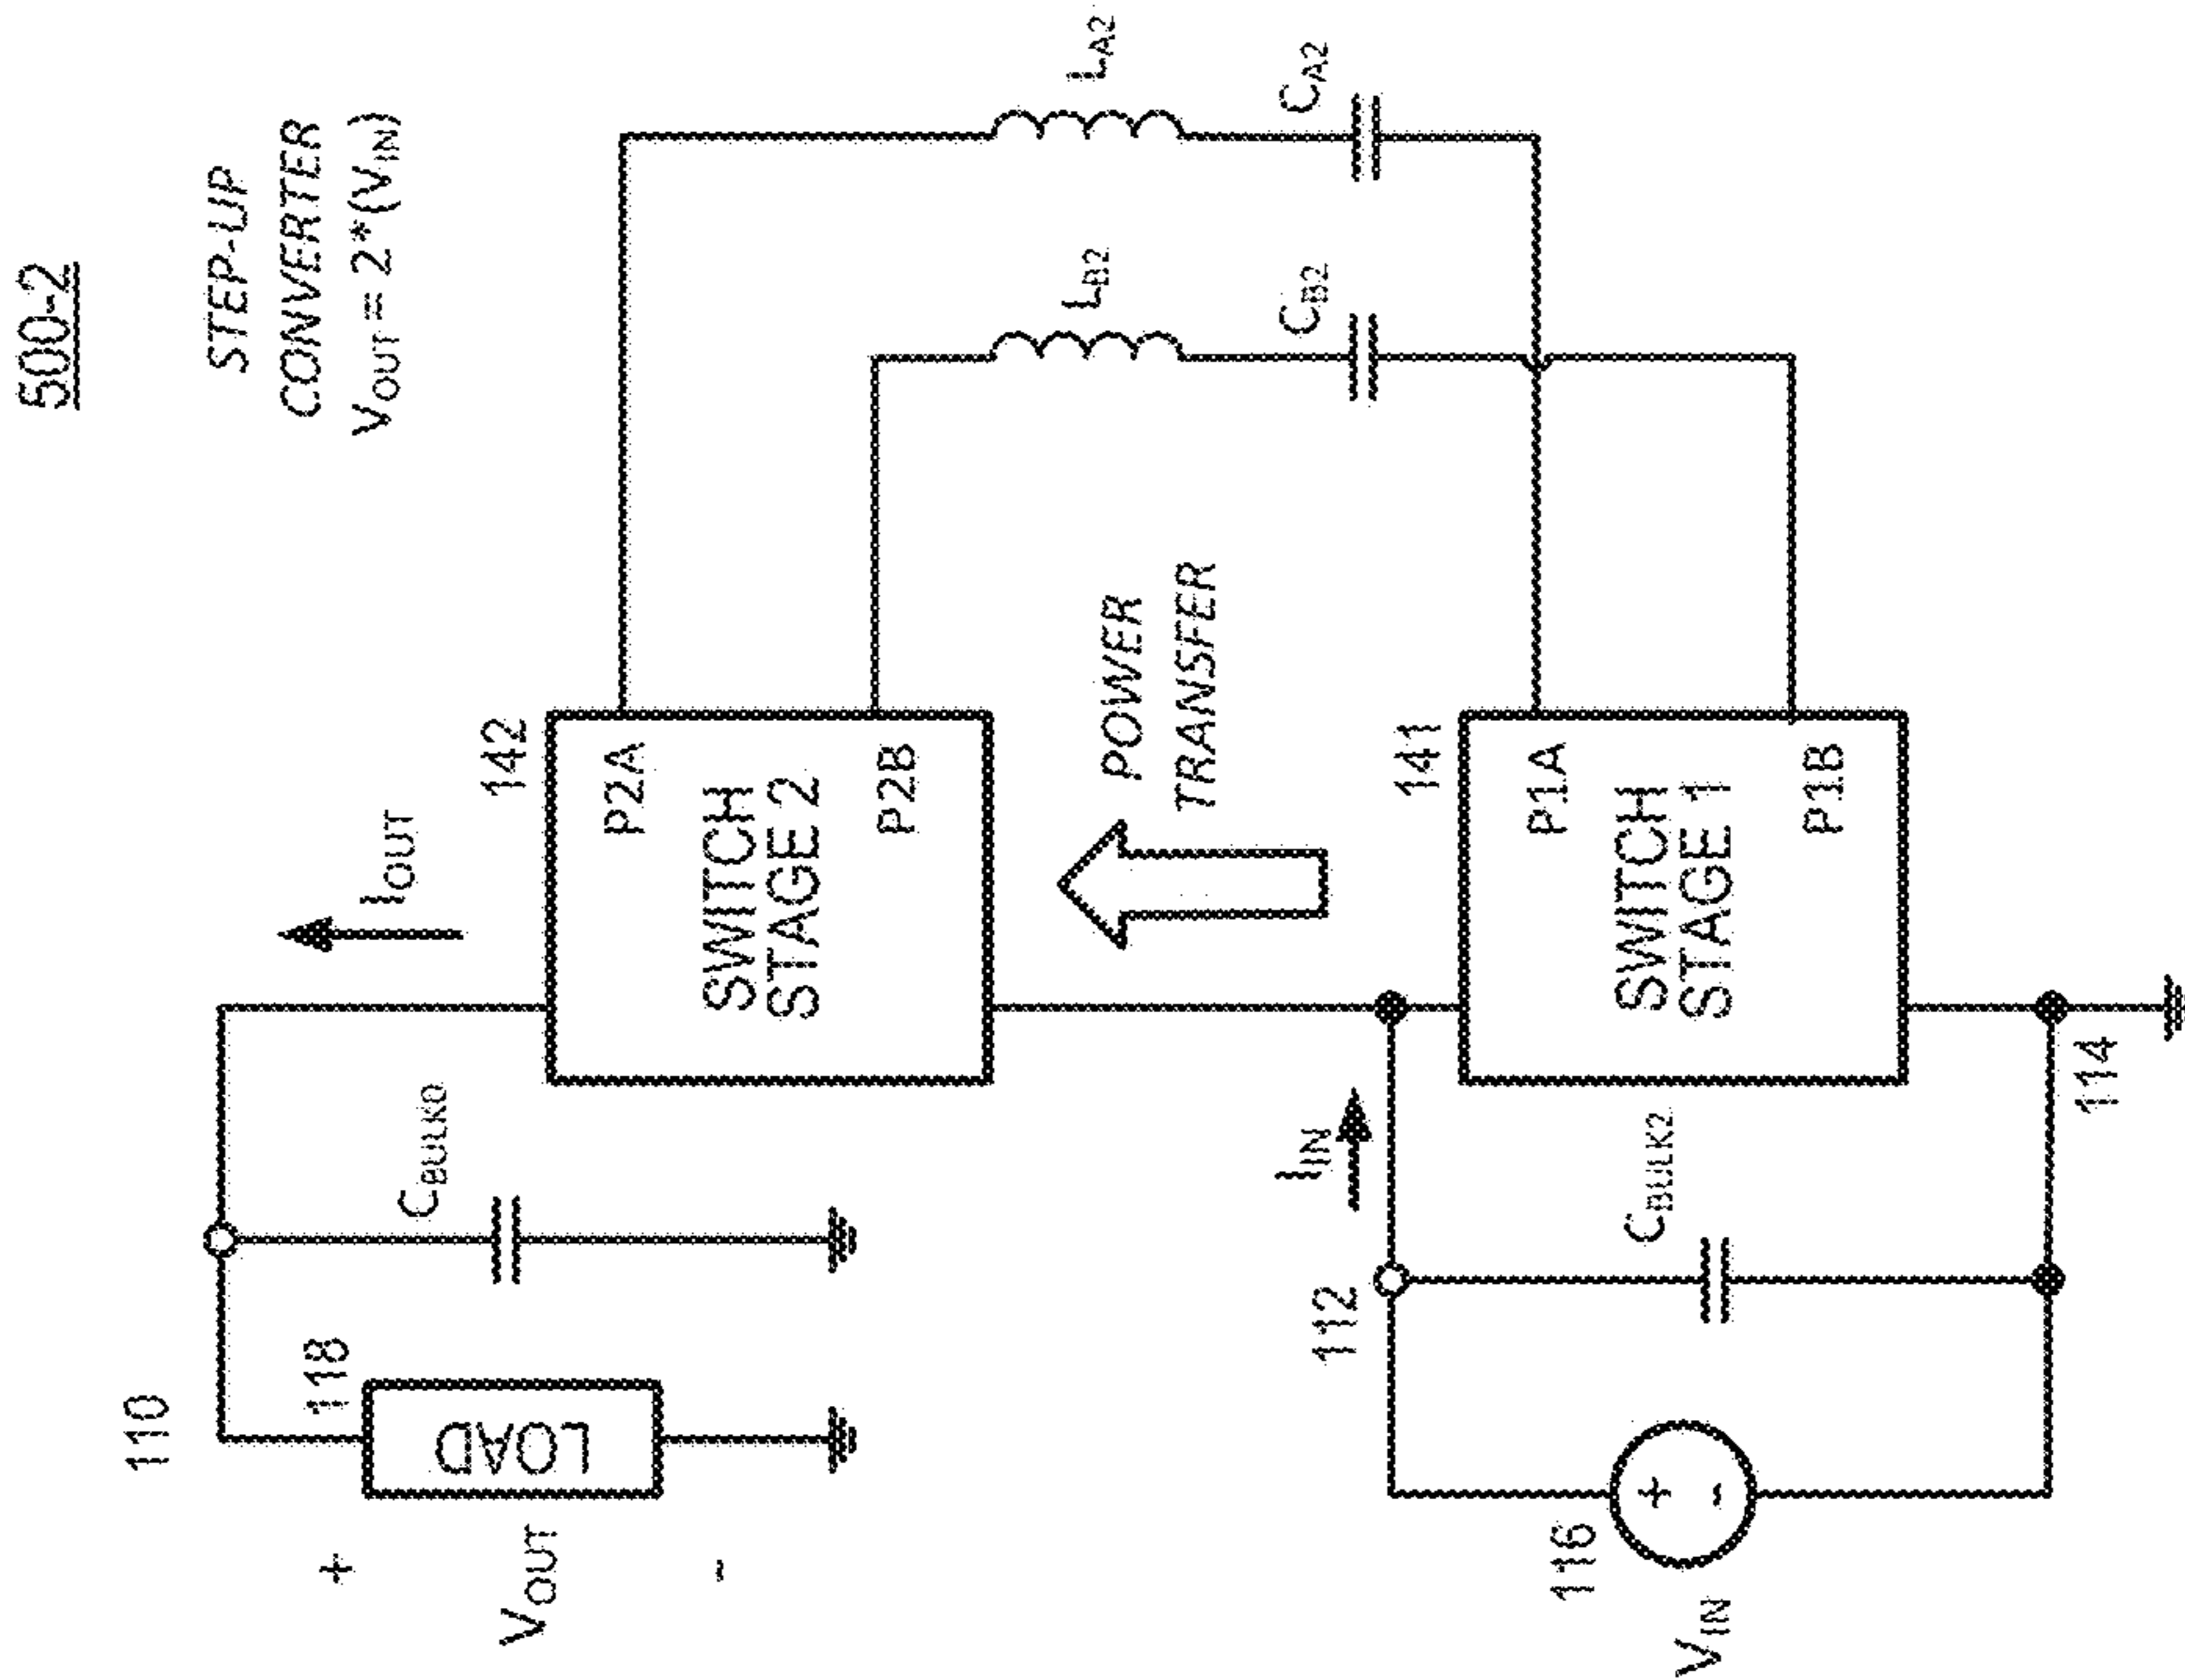 500-2
STEP-UP
CONVERTER
VOUT = 2*(VIN)
110
118
LOAD
+
VOUT
-
CBULK0
IOUT
142
P2A
SWITCH
STAGE 2
P2B
LA2
LB2
CA2
CB2
POWER
TRANSFER
112
IIN
116
+
-
VIN
CBULK2
141
P1A
SWITCH
STAGE 1
P1B
114